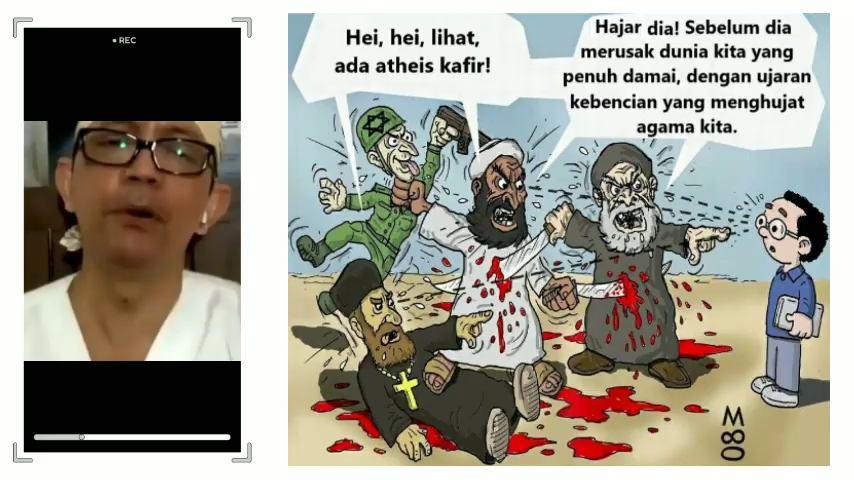 REC
Hei, hei, lihat,
ada atheis kafir!
Hajar dia! Sebelum dia
merusak dunia kita yang
penuh damai, dengan ujaran
kebencian yang menghujat
agama kita.